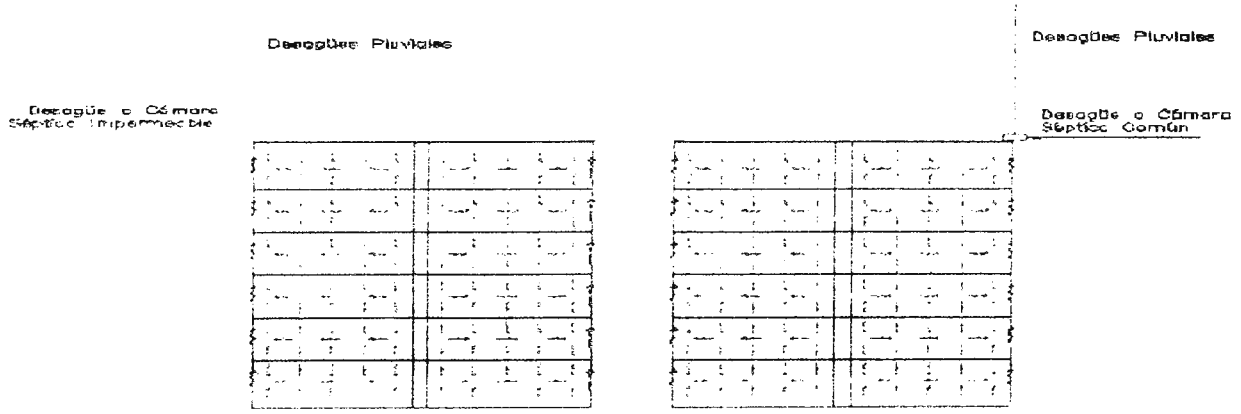 Desagües Pluviales
Desagüe a Cámara
Séptica Impermeable
Desagües Pluviales
Desagüe a Cámara
Séptica Común